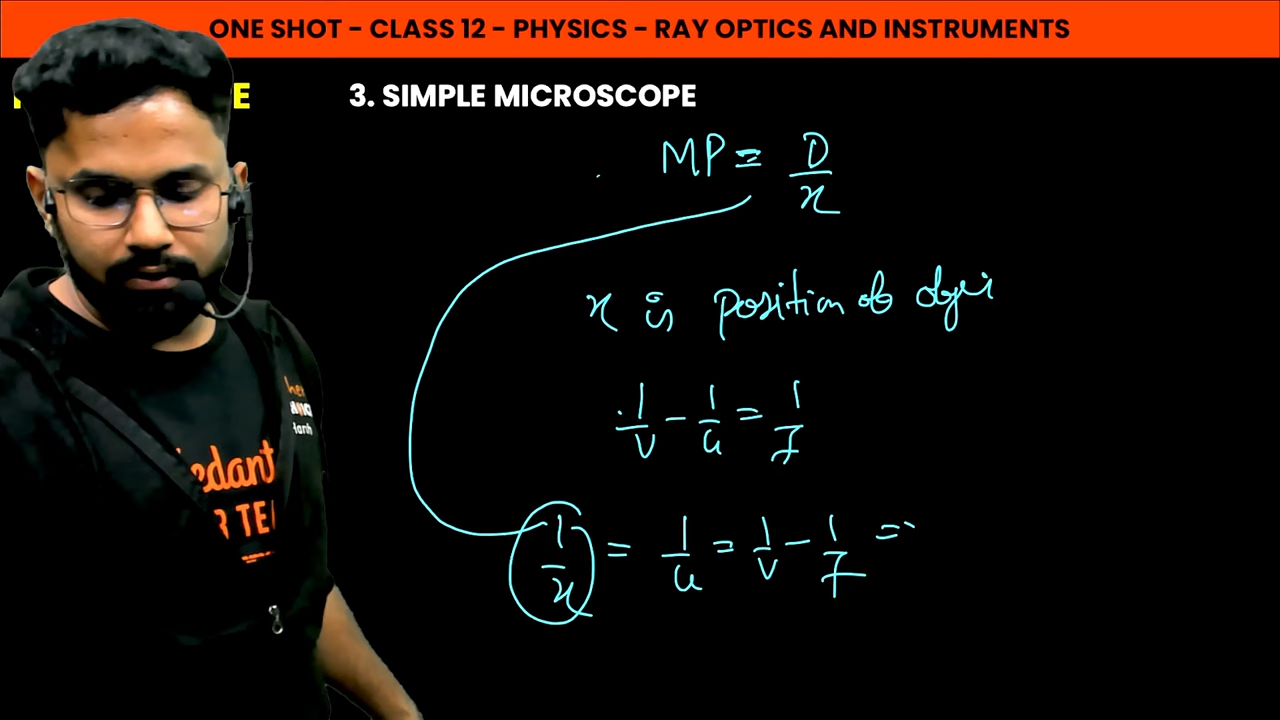 ONE SHOT - CLASS 12 - PHYSICS - RAY OPTICS AND INSTRUMENTS
3. SIMPLE MICROSCOPE
MP = D/x
x is position of obje
1/v - 1/u = 1/f
1/x = 1/u = 1/v - 1/f =